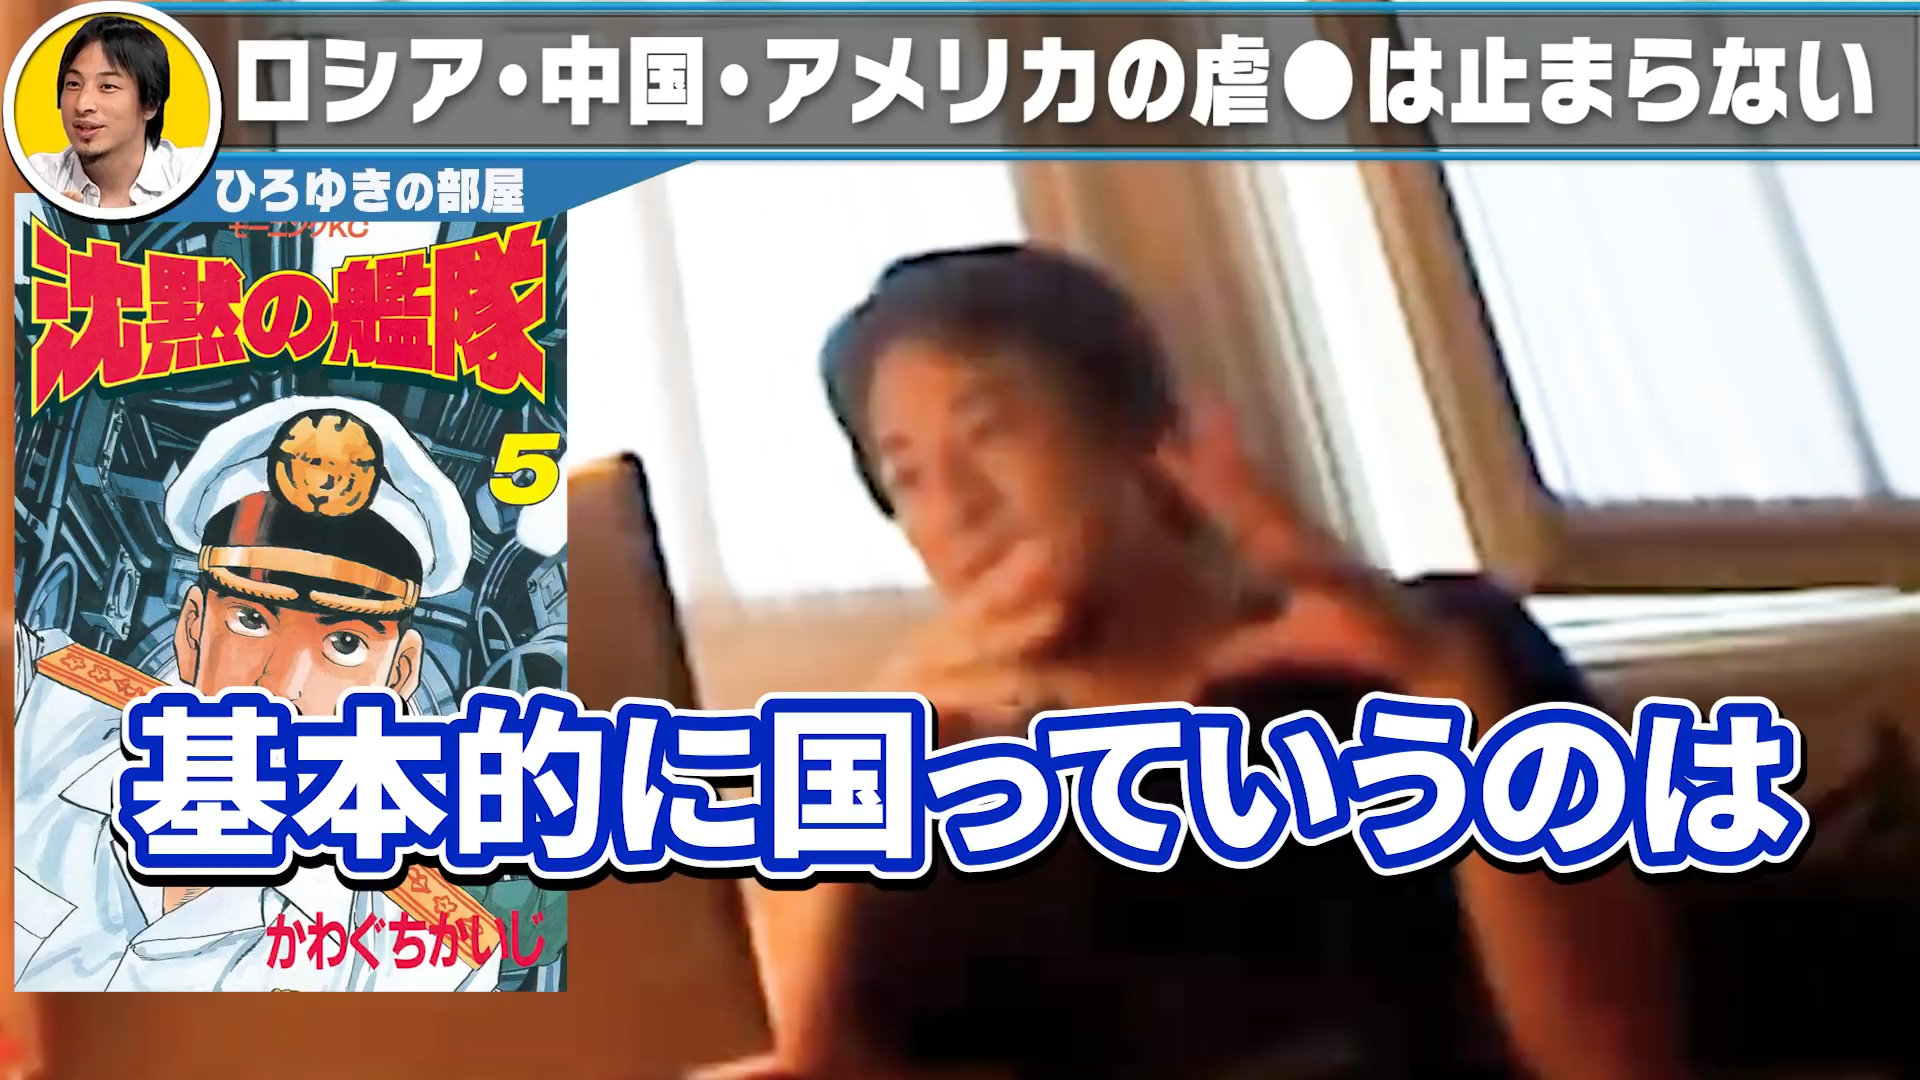 ロシア・中国・アメリカの虐●は止まらない
ひろゆきの部屋
モーニングKC
沈黙の艦隊
5
基本的に国っていうのは
かわぐちかいじ